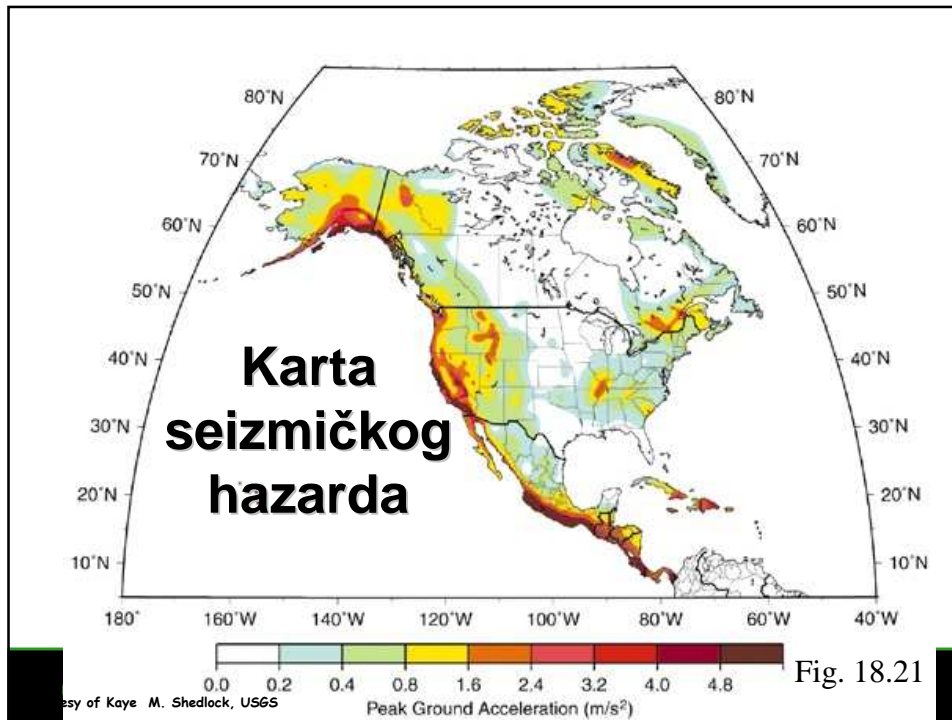 80˚N
80˚N
70˚N
70˚N
60˚N
60˚N
50˚N
50˚N
40˚N
40˚N
30˚N
30˚N
20˚N
20˚N
10˚N
10˚N
Karta
seizmičkog
hazarda
180˚
160˚W
140˚W
120˚W
100˚W
80˚W
60˚W
40˚W
0.0 0.2 0.4 0.8 1.6 2.4 3.2 4.0 4.8
Fig. 18.21
esy of Kaye M. Shedlock, USGS
Peak Ground Acceleration (m/s²)